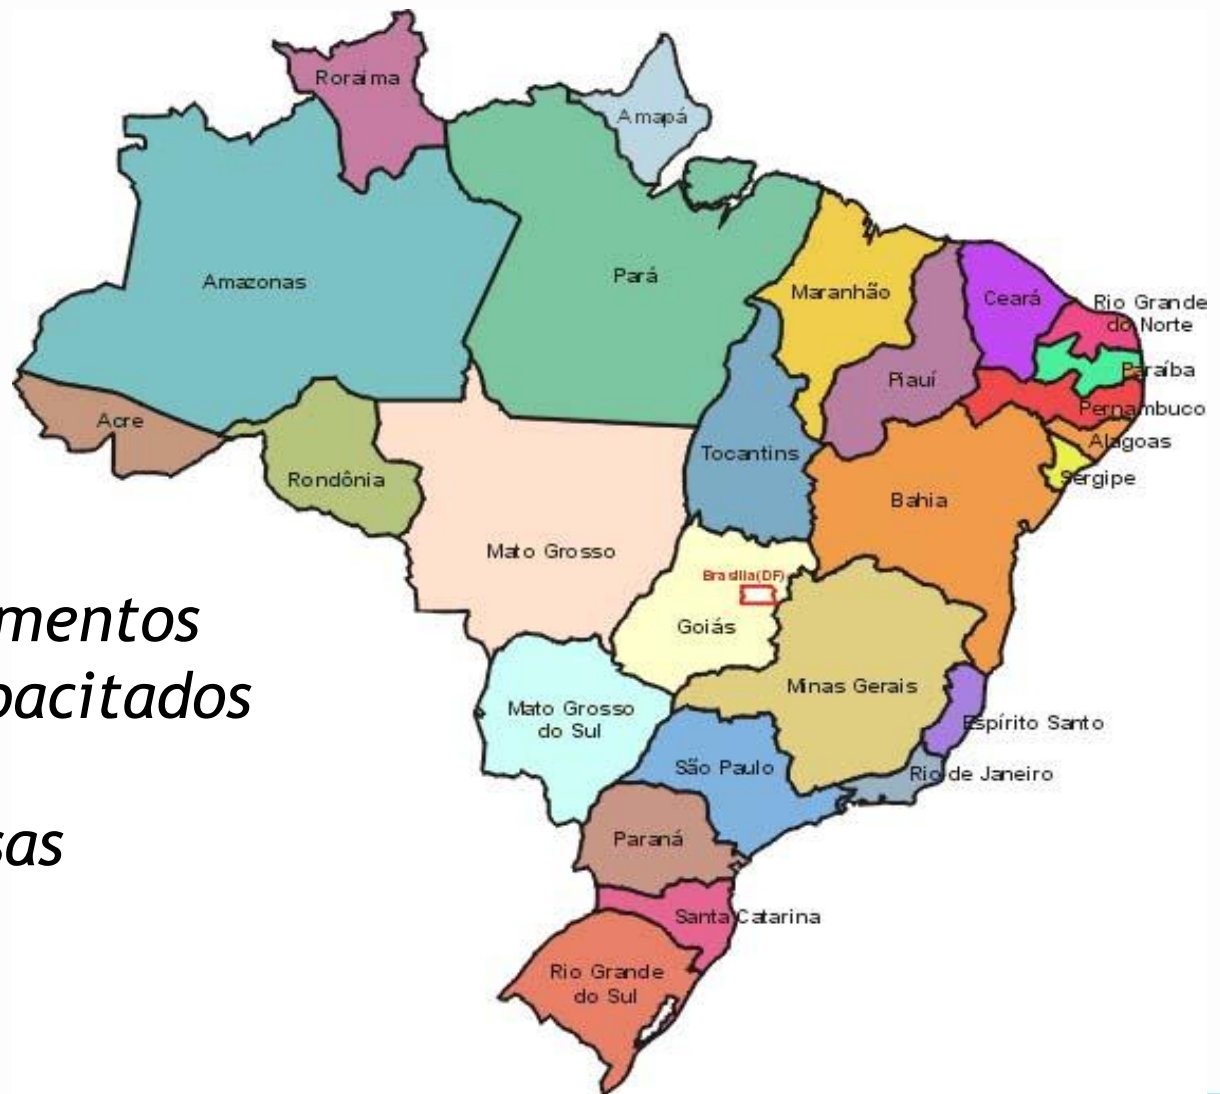 Roraima
Amapá
Amazonas
Pará
Maranhão
Ceará
Rio Grande
do Norte
Paraíba
Piauí
Pernambuco
Acre
Alagoas
Tocantins
Sergipe
Rondônia
Bahia
Mato Grosso
Brasília(DF)
Goiás
mentos
pacitados
sas
Minas Gerais
Mato Grosso
do Sul
Espírito Santo
São Paulo
Rio de Janeiro
Paraná
Santa Catarina
Rio Grande
do Sul